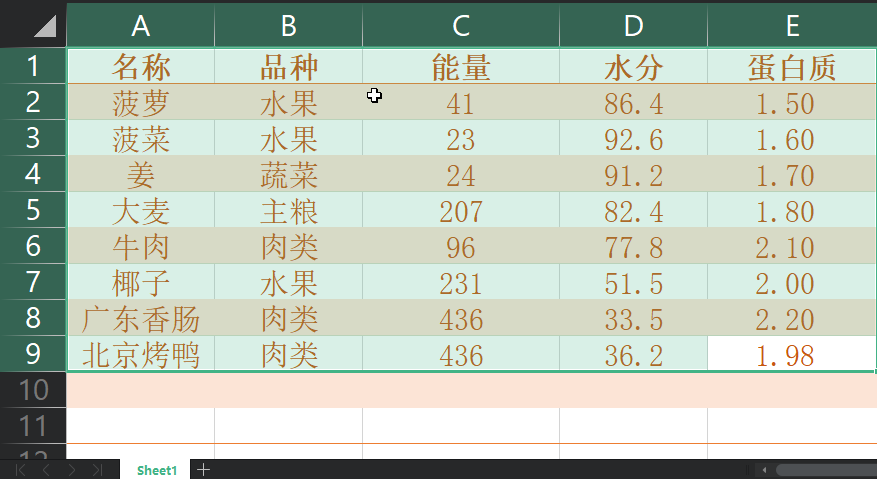 A B C D E
1 名称 品种 能量 水分 蛋白质
2 菠萝 水果 41 86.4 1.50
3 菠菜 水果 23 92.6 1.60
4 姜 蔬菜 24 91.2 1.70
5 大麦 主粮 207 82.4 1.80
6 牛肉 肉类 96 77.8 2.10
7 椰子 水果 231 51.5 2.00
8 广东香肠 肉类 436 33.5 2.20
9 北京烤鸭 肉类 436 36.2 1.98
10
11
12
Sheet1